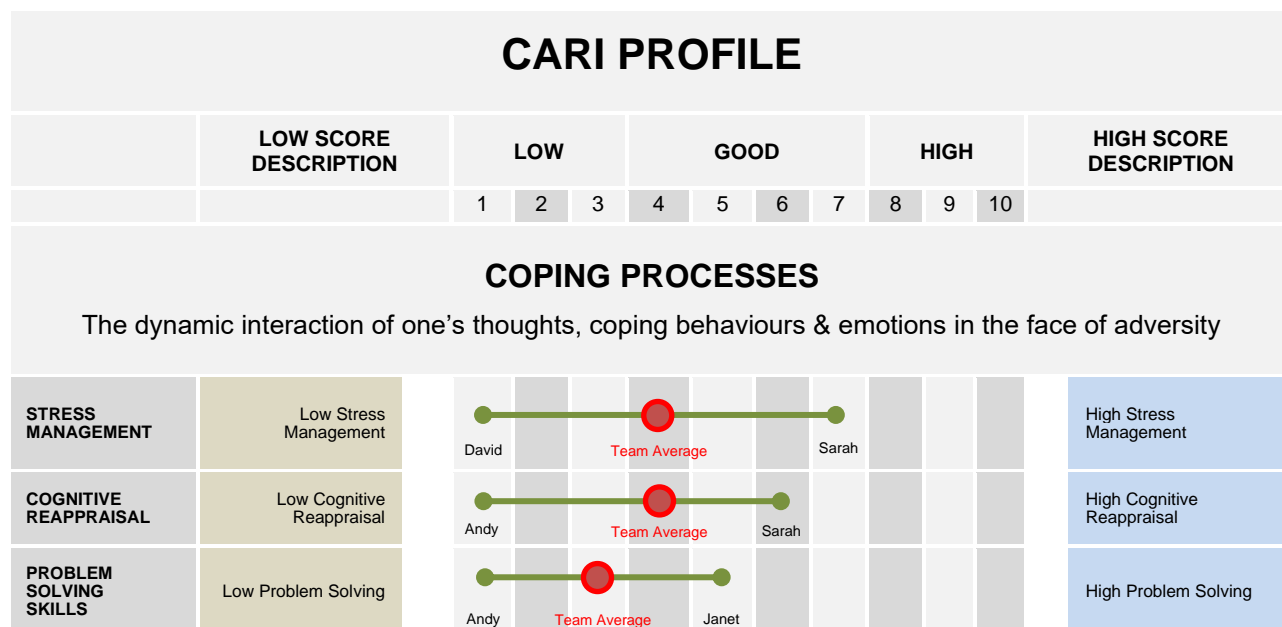 CARI PROFILE
LOW SCORE
DESCRIPTION
LOW
GOOD
HIGH
HIGH SCORE
DESCRIPTION
1 2 3 4 5 6 7 8 9 10
COPING PROCESSES
The dynamic interaction of one’s thoughts, coping behaviours & emotions in the face of adversity
STRESS
MANAGEMENT
Low Stress
Management
David
Team Average
Sarah
High Stress
Management
COGNITIVE
REAPPRAISAL
Low Cognitive
Reappraisal
Andy
Team Average
Sarah
High Cognitive
Reappraisal
PROBLEM
SOLVING
SKILLS
Low Problem Solving
Andy
Team Average
Janet
High Problem Solving